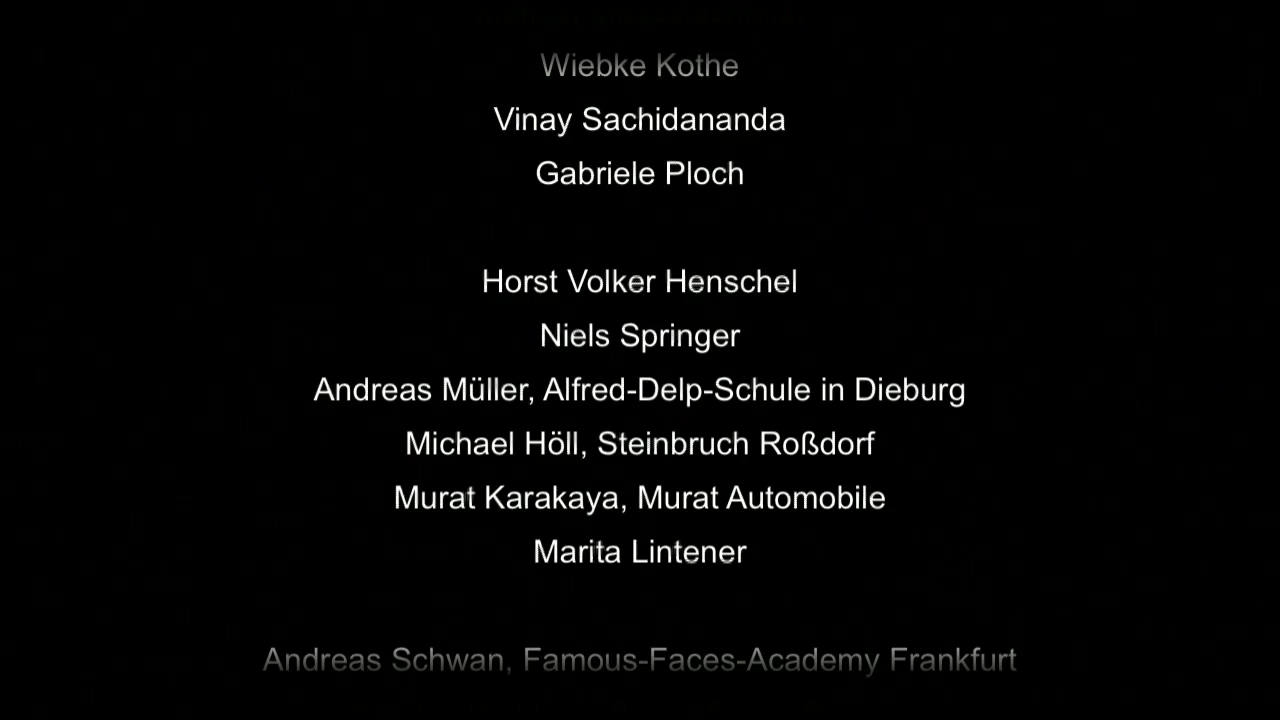 Wiebke Kothe
Vinay Sachidananda
Gabriele Ploch
Horst Volker Henschel
Niels Springer
Andreas Müller, Alfred-Delp-Schule in Dieburg
Michael Höll, Steinbruch Roßdorf
Murat Karakaya, Murat Automobile
Marita Lintener
Andreas Schwan, Famous-Faces-Academy Frankfurt